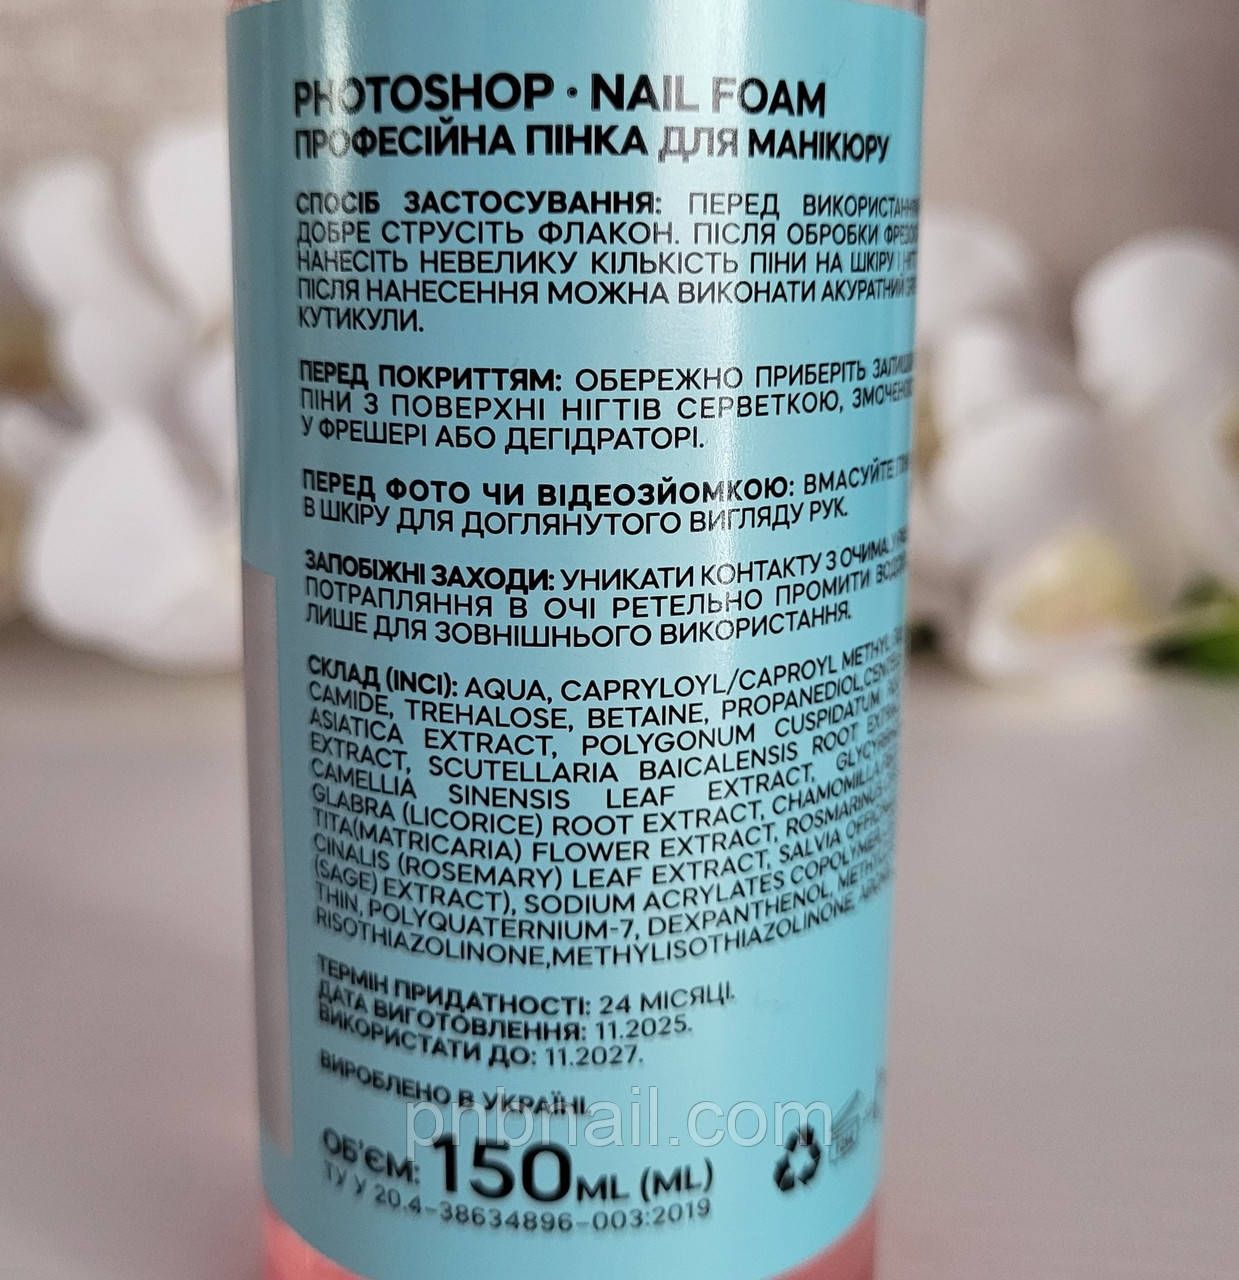 PHOTOSHOP · NAIL FOAM
ПРОФЕСІЙНА ПІНКА ДЛЯ МАНІКЮРУ
СПОСІБ ЗАСТОСУВАННЯ: ПЕРЕД
ДОБРЕ СТРУСІТЬ ФЛАКОН. ПІСЛЯ ОБРОБКИ
НАНЕСІТЬ НЕВЕЛИКУ КІЛЬКІСТЬ ПІНИ НА ШКІРУ І
ПІСЛЯ НАНЕСЕННЯ МОЖНА ВИКОНАТИ АКУРАТНИЙ
КУТИКУЛИ.
ПЕРЕД ПОКРИТТЯМ: ОБЕРЕЖНО ПРИБЕРІТЬ
ПІНИ З ПОВЕРХНІ НІГТІВ СЕРВЕТКОЮ,
У ФРЕШЕРІ АБО ДЕГІДРАТОРІ.
ПЕРЕД ФОТО ЧИ ВІДЕОЗЙОМКОЮ: ВМАСУЙТЕ
В ШКІРУ ДЛЯ ДОГЛЯНУТОГО ВИГЛЯДУ РУК.
ЗАПОБІЖНІ ЗАХОДИ: УНИКАТИ КОНТАКТУ З ОЧИМА.
ПОТРАПЛЯННЯ В ОЧІ РЕТЕЛЬНО ПРОМИТИ
ЛИШЕ ДЛЯ ЗОВНІШНЬОГО ВИКОРИСТАННЯ.
СКЛАД (INCI): AQUA, CAPRYLOYL/CAPROYL METHYL
CAMIDE, TREHALOSE, BETAINE, PROPANEDIOL,
ASIATICA EXTRACT, POLYGONUM CUSPIDATUM
EXTRACT, SCUTELLARIA BAICALENSIS ROOT
CAMELLIA SINENSIS LEAF EXTRACT,
GLABRA (LICORICE) ROOT EXTRACT, CHAMOMILLA
TITA(MATRICARIA) FLOWER EXTRACT,
CINALIS (ROSEMARY) LEAF EXTRACT, SALVIA
(SAGE) EXTRACT), SODIUM ACRYLATES COPOLYMER,
THIN, POLYQUATERNIUM-7, DEXPANTHENOL,
RISOTHIAZOLINONE,METHYLISOTHIAZOLINONE,
ТЕРМІН ПРИДАТНОСТІ: 24 МІСЯЦІ.
ДАТА ВИГОТОВЛЕННЯ: 11.2025.
ВИКОРИСТАТИ ДО: 11.2027.
ВИРОБЛЕНО В УКРАЇНІ.
pnbnail.com
ОБ'ЄМ: 150 ML (ML)
ТУ У 20.4-38634896-003:2019